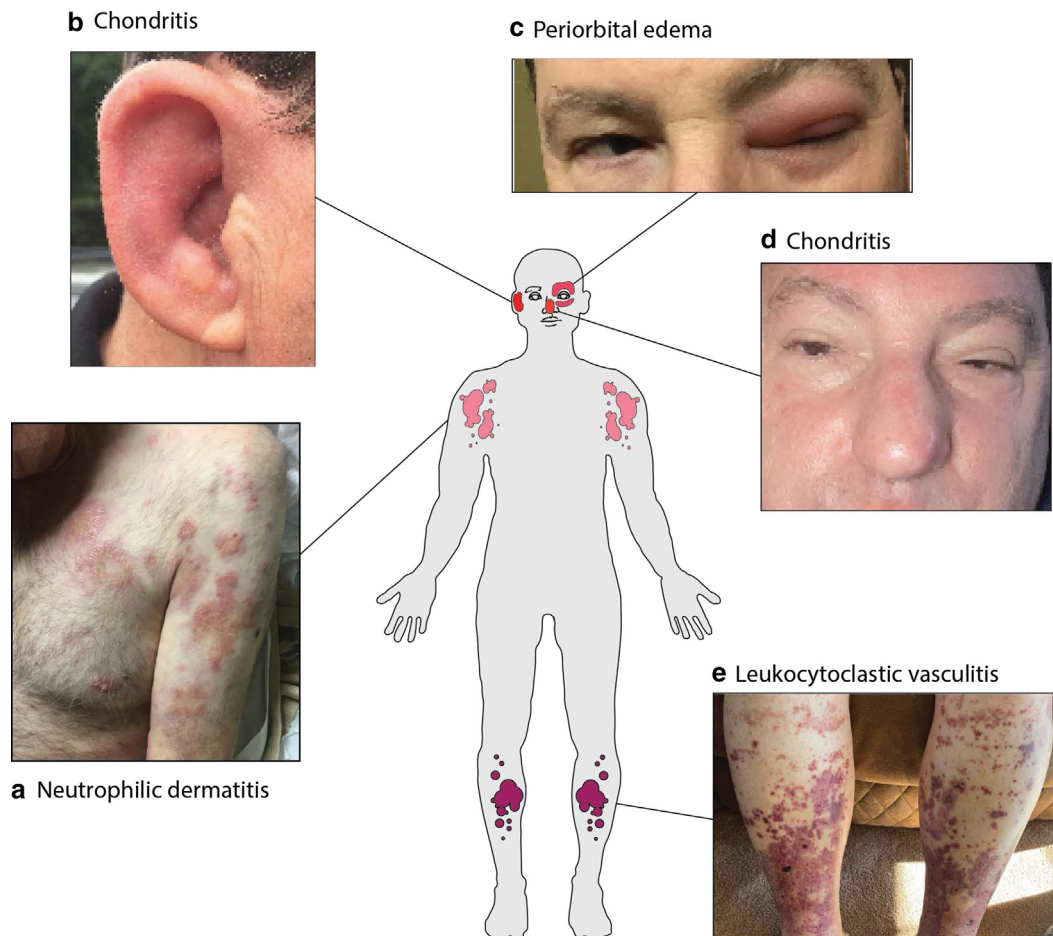 b Chondritis
c Periorbital edema
d Chondritis
a Neutrophilic dermatitis
e Leukocytoclastic vasculitis